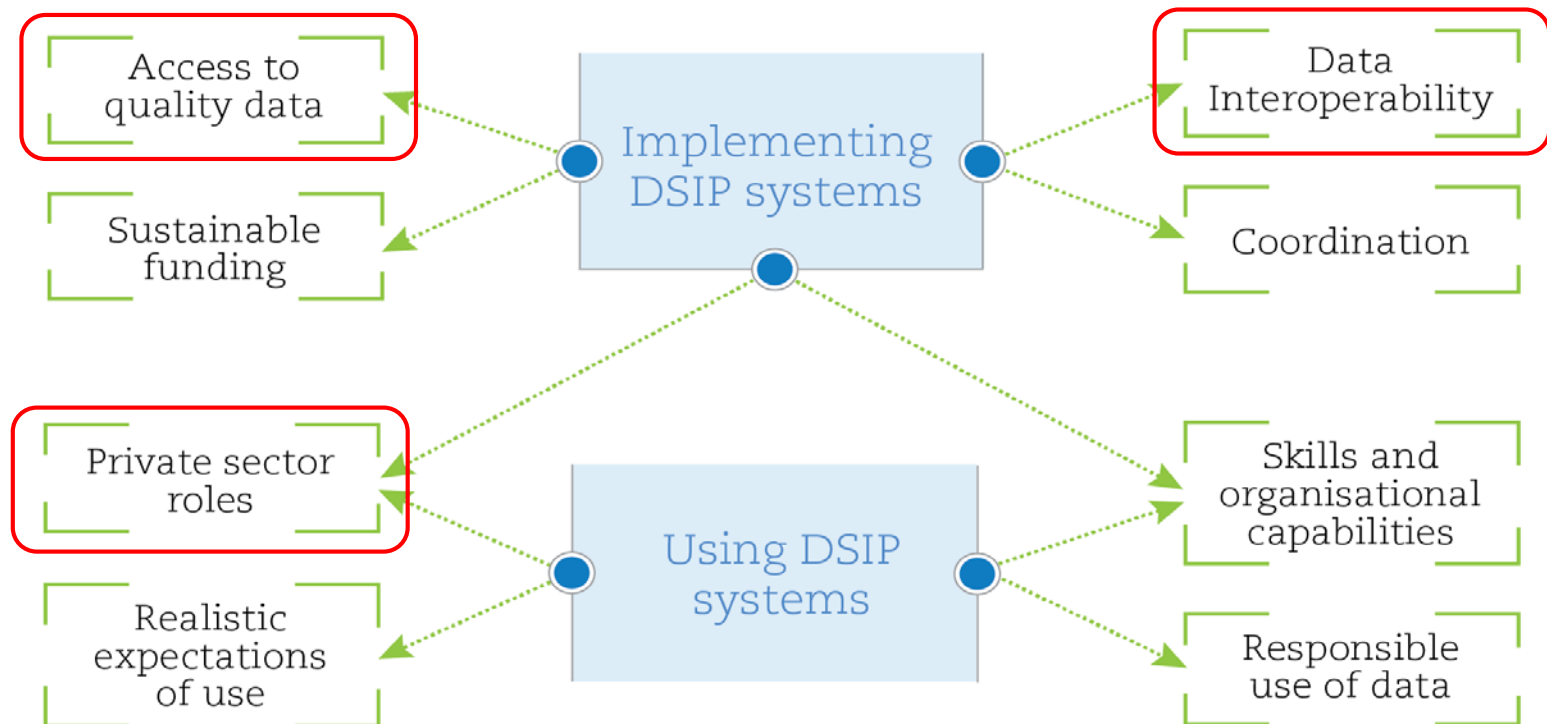 Access to
quality data
Implementing
DSIP systems
Data
Interoperability
Sustainable
funding
Coordination
Private sector
roles
Using DSIP
systems
Skills and
organisational
capabilities
Realistic
expectations
of use
Responsible
use of data